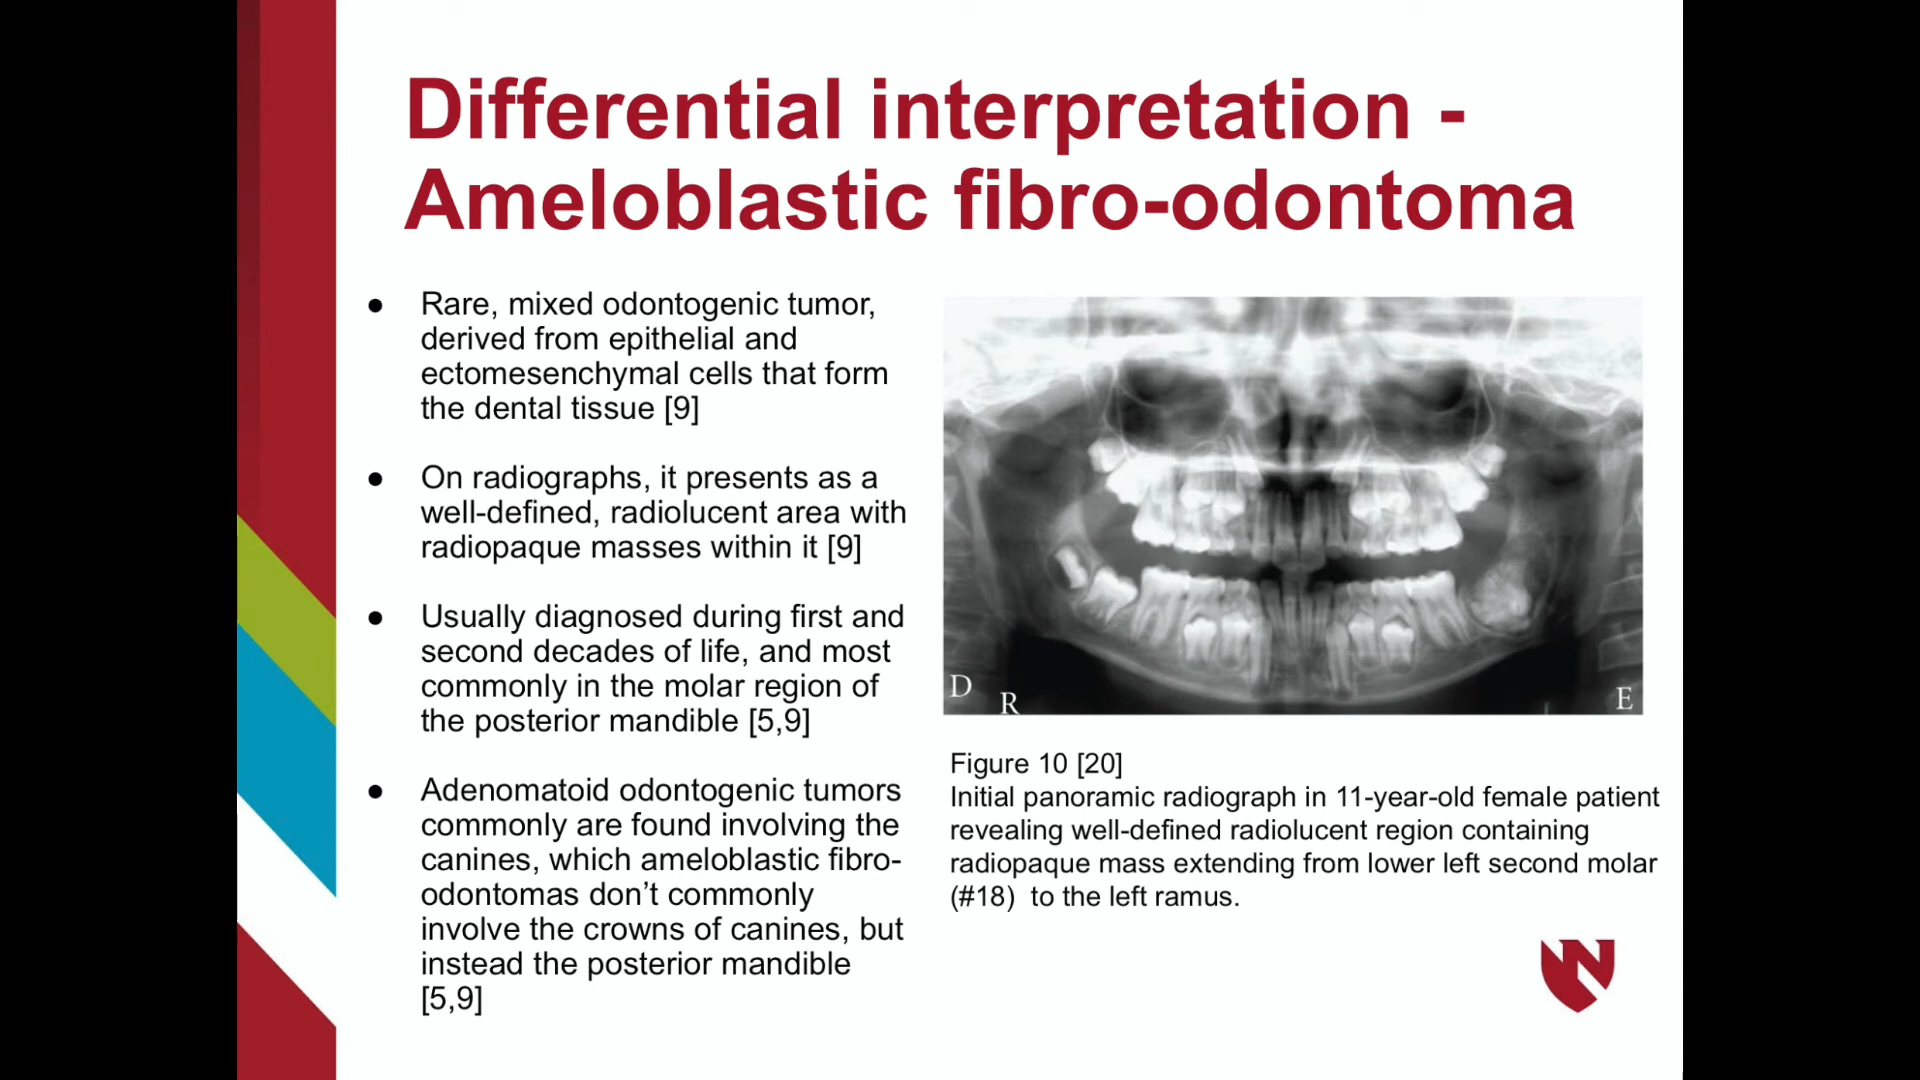 Differential interpretation -
Ameloblastic fibro-odontoma
● Rare, mixed odontogenic tumor,
derived from epithelial and
ectomesenchymal cells that form
the dental tissue [9]
● On radiographs, it presents as a
well-defined, radiolucent area with
radiopaque masses within it [9]
● Usually diagnosed during first and
second decades of life, and most
commonly in the molar region of
the posterior mandible [5,9]
● Adenomatoid odontogenic tumors
commonly are found involving the
canines, which ameloblastic fibro-
odontomas don’t commonly
involve the crowns of canines, but
instead the posterior mandible
[5,9]
D
R
E
Figure 10 [20]
Initial panoramic radiograph in 11-year-old female patient
revealing well-defined radiolucent region containing
radiopaque mass extending from lower left second molar
(#18)  to the left ramus.
N